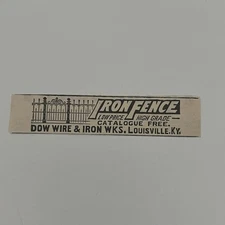 IRON FENCE
LOW PRICE HIGH GRADE
CATALOGUE FREE.
DOW WIRE & IRON WKS. LOUISVILLE. KY.